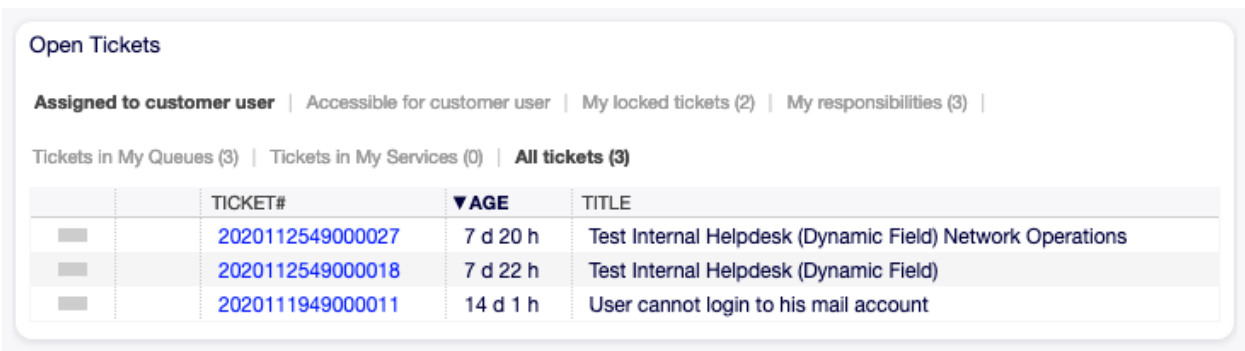 Open Tickets
Assigned to customer user | Accessible for customer user | My locked tickets (2) | My responsibilities (3) |
Tickets in My Queues (3) | Tickets in My Services (0) | All tickets (3)
TICKET# ▼AGE TITLE
2020112549000027 7 d 20 h Test Internal Helpdesk (Dynamic Field) Network Operations
2020112549000018 7 d 22 h Test Internal Helpdesk (Dynamic Field)
2020111949000011 14 d 1 h User cannot login to his mail account